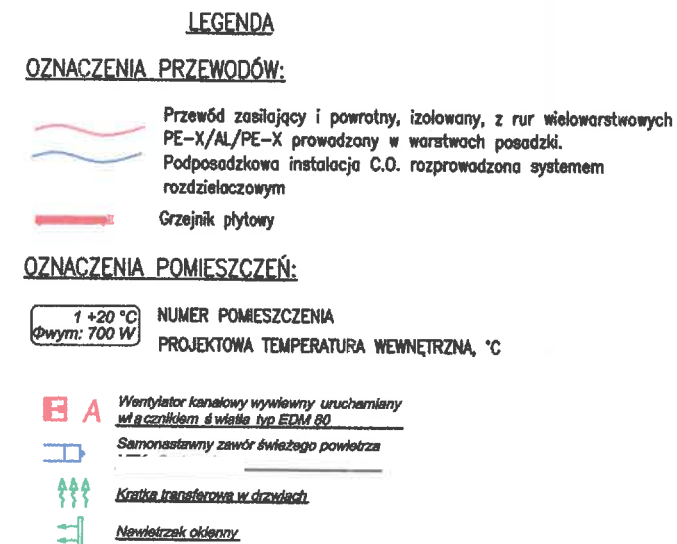 LEGENDA
OZNACZENIA PRZEWODÓW:
Przewód zasilający i powrotny, izolowany, z rur wielowarstwowych
PE-X/AL/PE-X prowadzony w warstwach posadzki.
Podposadzkowa instalacja C.O. rozprowadzona systemem
rozdzielaczowym
Grzejnik płytowy
OZNACZENIA POMIESZCZEŃ:
1 +20 °C
Φwym: 700 W
NUMER POMIESZCZENIA
PROJEKTOWA TEMPERATURA WEWNĘTRZNA, °C
A Wentylator kanałowy wywiewny uruchamiany
włącznikiem światła typ EDM 80
Samonastawny zawór świeżego powietrza
Kratka transferowa w drzwiach
Nawietrzak okienny